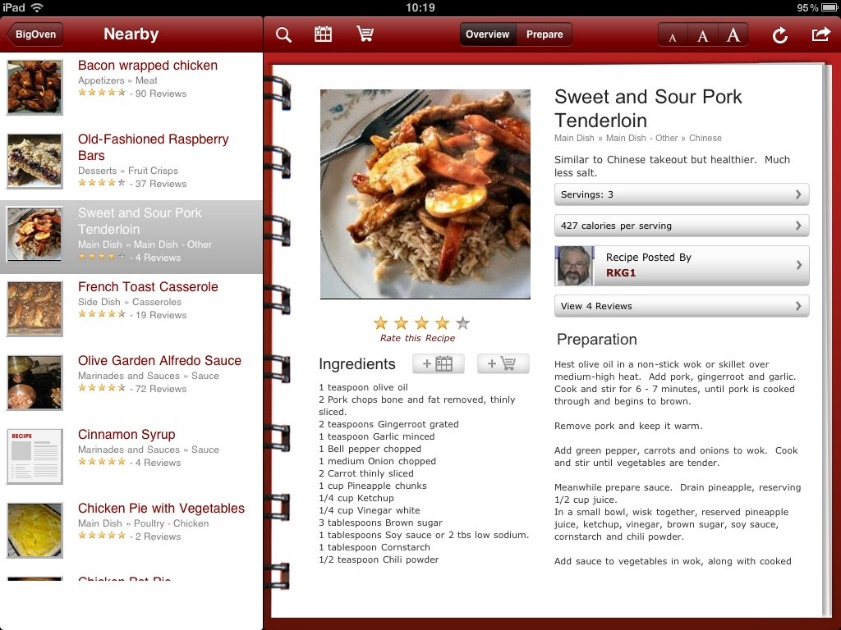 iPad
10:19
95 %
BigOven
Nearby
Overview
Prepare
A A A
Bacon wrapped chicken
Appetizers » Meat
- 90 Reviews
Old-Fashioned Raspberry
Bars
Desserts » Fruit Crisps
- 37 Reviews
Sweet and Sour Pork
Tenderloin
Main Dish » Main Dish - Other
- 4 Reviews
French Toast Casserole
Side Dish » Casseroles
- 19 Reviews
Olive Garden Alfredo Sauce
Marinades and Sauces » Sauce
- 72 Reviews
RECIPE
Cinnamon Syrup
Marinades and Sauces » Sauce
- 4 Reviews
Chicken Pie with Vegetables
Main Dish » Poultry - Chicken
- 2 Reviews
Chicken Pot Pie
Rate this Recipe
Ingredients
+
+
1 teaspoon olive oil
2 Pork chops bone and fat removed, thinly
sliced.
2 teaspoons Gingerroot grated
1 teaspoon Garlic minced
1 Bell pepper chopped
1 medium Onion chopped
2 Carrot thinly sliced
1 cup Pineapple chunks
1/4 cup Ketchup
1/4 cup Vinegar white
3 tablespoons Brown sugar
1 tablespoons Soy sauce or 2 tbs low sodium.
1 tablespoon Cornstarch
1/2 teaspoon Chili powder
Sweet and Sour Pork
Tenderloin
Main Dish » Main Dish - Other » Chinese
Similar to Chinese takeout but healthier. Much
less salt.
Servings: 3
427 calories per serving
Recipe Posted By
RKG1
View 4 Reviews
Preparation
Hest olive oil in a non-stick wok or skillet over
medium-high heat. Add pork, gingerroot and garlic.
Cook and stir for 6 - 7 minutes, until pork is cooked
through and begins to brown.
Remove pork and keep it warm.
Add green pepper, carrots and onions to wok. Cook
and stir until vegetables are tender.
Meanwhile prepare sauce. Drain pineapple, reserving
1/2 cup juice.
In a small bowl, wisk together, reserved pineapple
juice, ketchup, vinegar, brown sugar, soy sauce,
cornstarch and chili powder.
Add sauce to vegetables in wok, along with cooked